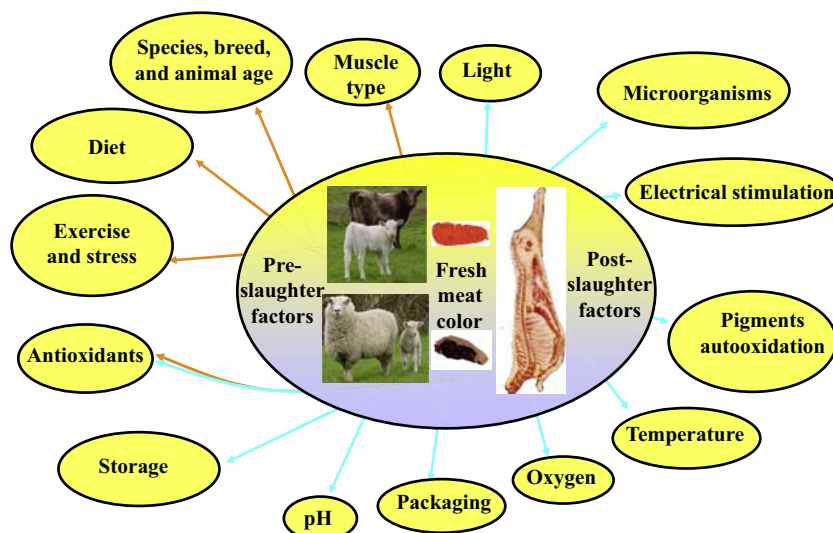 Species, breed,
and animal age
Muscle
type
Light
Microorganisms
Diet
Electrical stimulation
Exercise
and stress
Pre-
slaughter
factors
Fresh
meat
color
Post-
slaughter
factors
Pigments
autooxidation
Antioxidants
Temperature
Storage
Oxygen
Packaging
pH